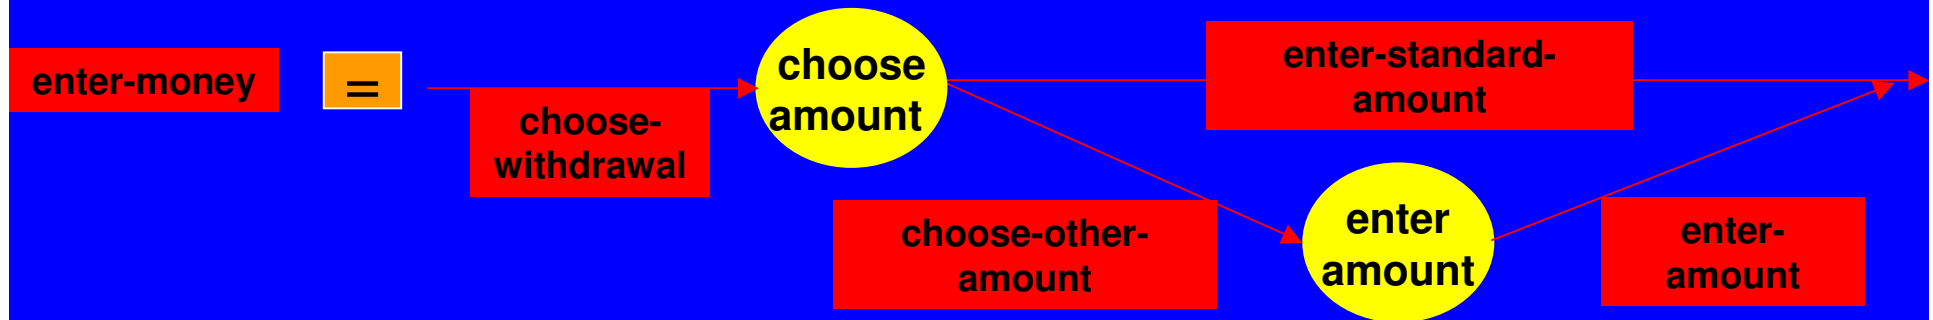 enter-money
=
choose-
withdrawal
choose
amount
enter-standard-
amount
choose-other-
amount
enter
amount
enter-
amount